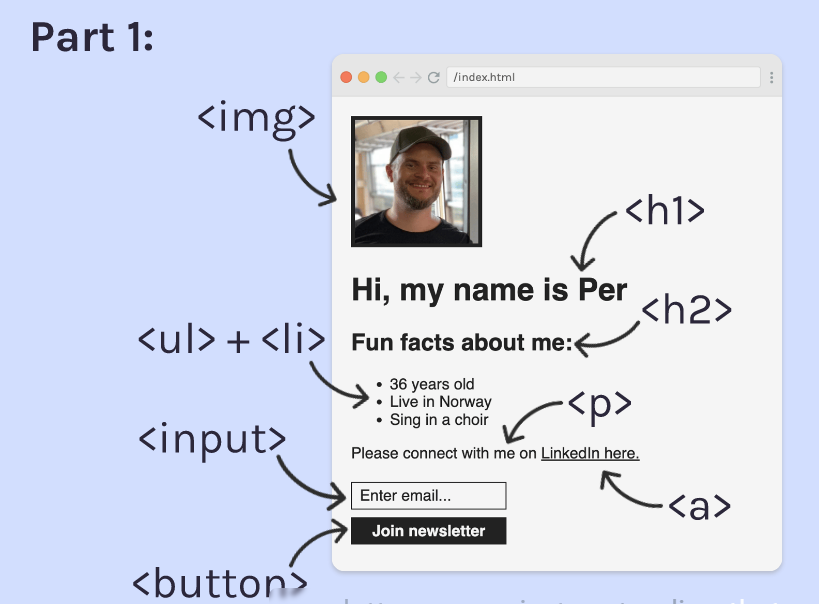 Part 1:
/index.html
<img>
<h1>
Hi, my name is Per
<h2>
<ul> + <li>
Fun facts about me:
• 36 years old
• Live in Norway
• Sing in a choir
<p>
<input>
Please connect with me on LinkedIn here.
Enter email...
<a>
Join newsletter
<button>